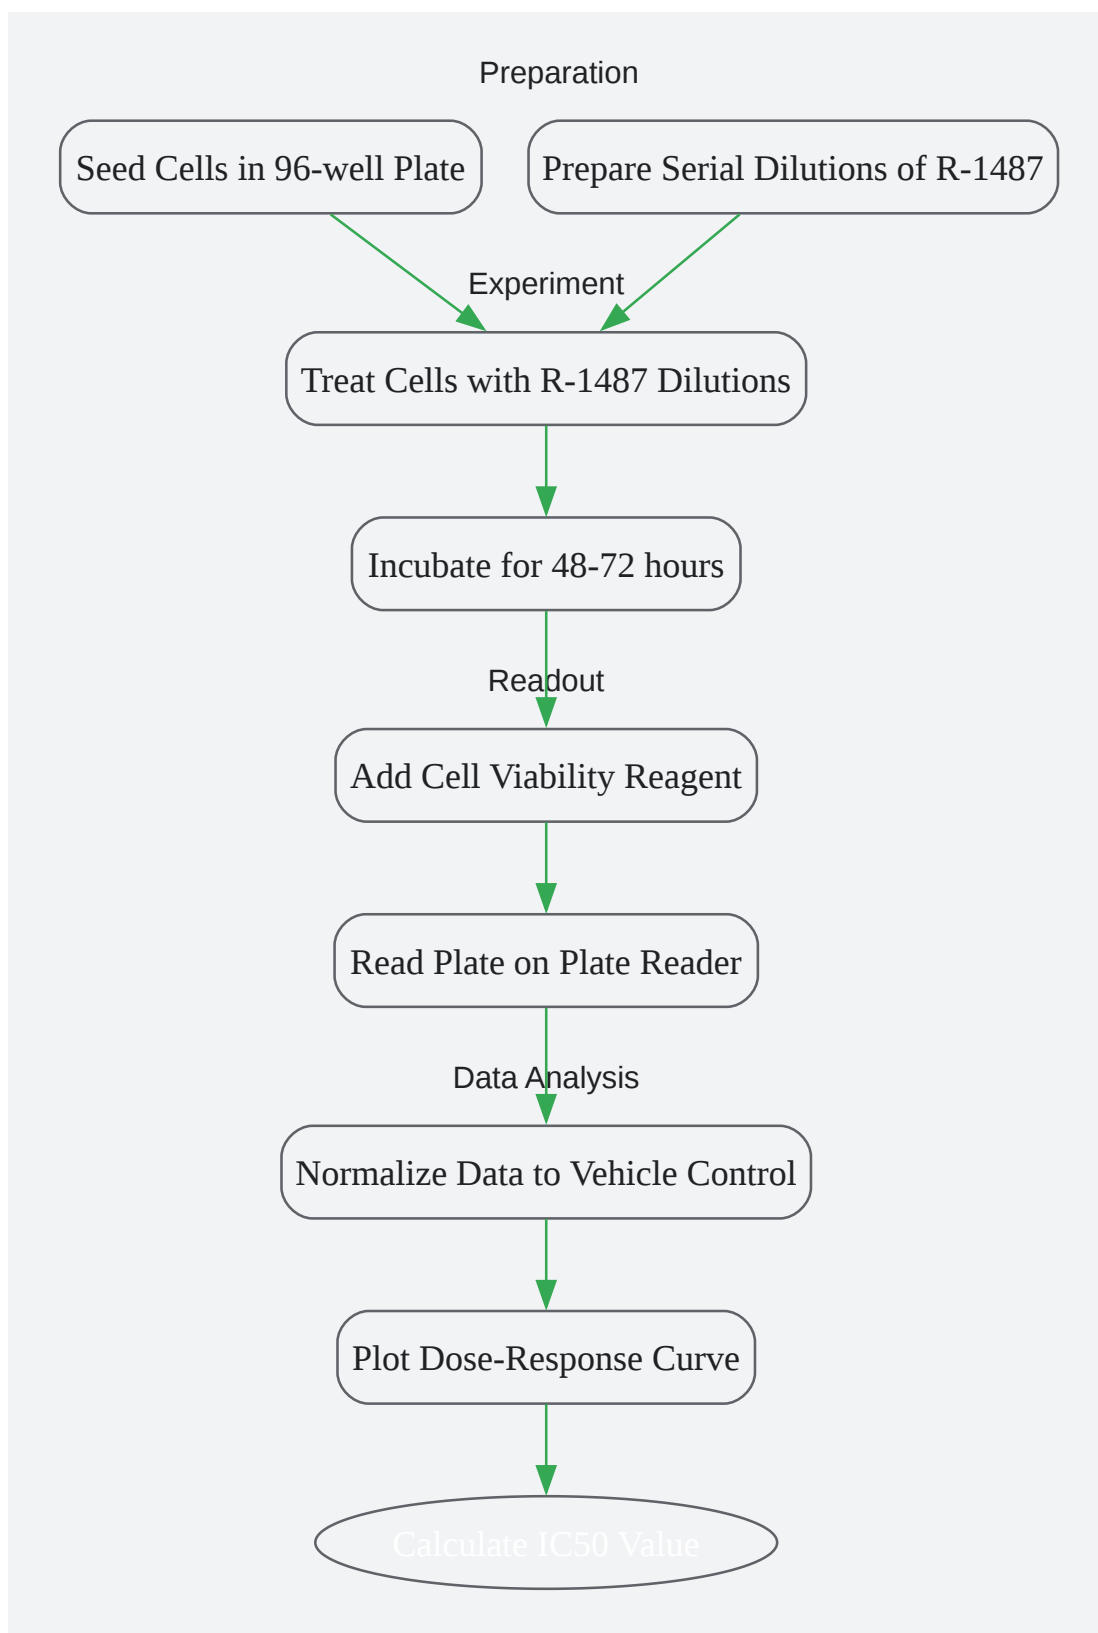 Preparation
Seed Cells in 96-well Plate
Prepare Serial Dilutions of R-1487
Experiment
Treat Cells with R-1487 Dilutions
Incubate for 48-72 hours
Readout
Add Cell Viability Reagent
Read Plate on Plate Reader
Data Analysis
Normalize Data to Vehicle Control
Plot Dose-Response Curve
Calculate IC50 Value